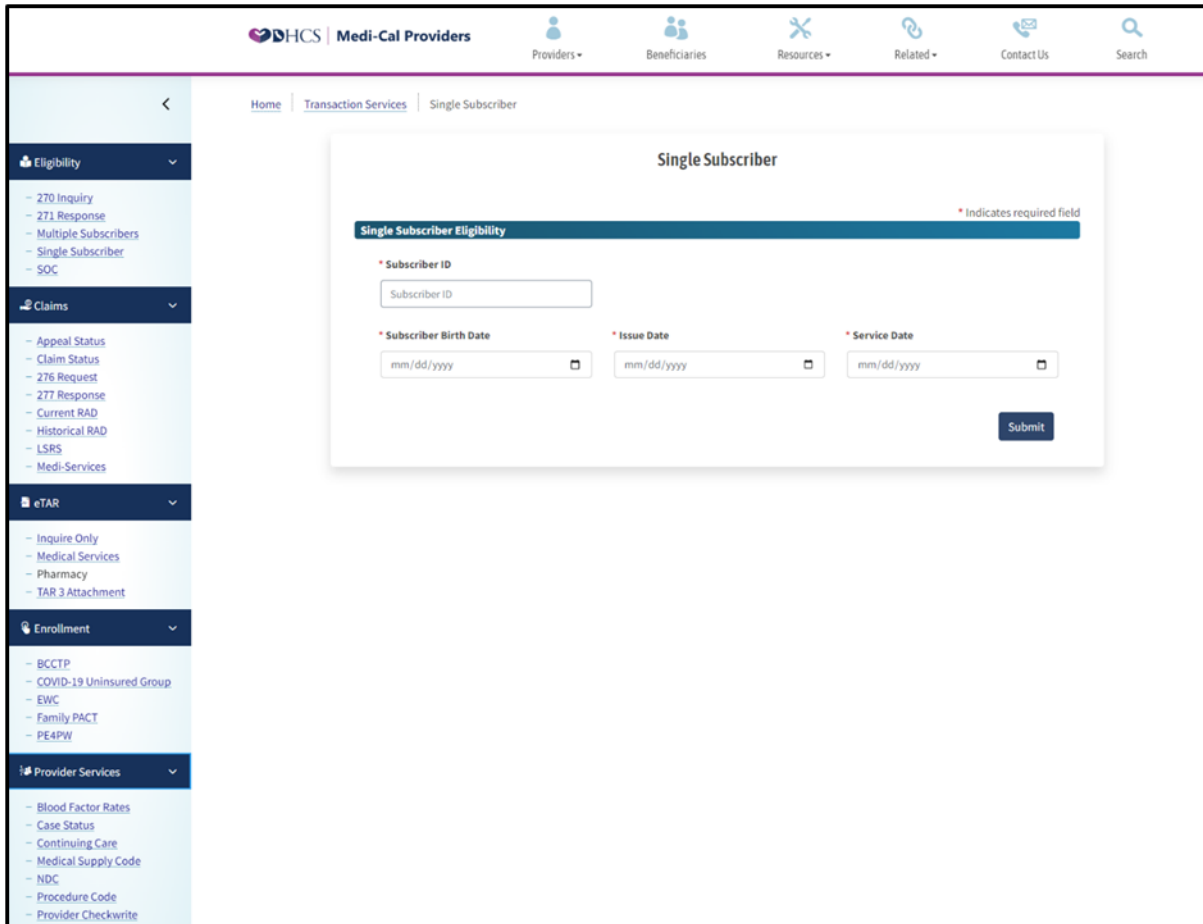 DHCS | Medi-Cal Providers
Providers
Beneficiaries
Resources
Related
Contact Us
Search
Home
Transaction Services
Single Subscriber
Eligibility
- 270 Inquiry
- 271 Response
- Multiple Subscribers
- Single Subscriber
- SOC
Claims
- Appeal Status
- Claim Status
- 276 Request
- 277 Response
- Current RAD
- Historical RAD
- LSRS
- Medi-Services
eTAR
- Inquire Only
- Medical Services
- Pharmacy
- TAR 3 Attachment
Enrollment
- BCCTP
- COVID-19 Uninsured Group
- EWC
- Family PACT
- PE4PW
Provider Services
- Blood Factor Rates
- Case Status
- Continuing Care
- Medical Supply Code
- NDC
- Procedure Code
- Provider Checkwrite
Single Subscriber
* Indicates required field
Single Subscriber Eligibility
* Subscriber ID
Subscriber ID
* Subscriber Birth Date
mm/dd/yyyy
* Issue Date
mm/dd/yyyy
* Service Date
mm/dd/yyyy
Submit